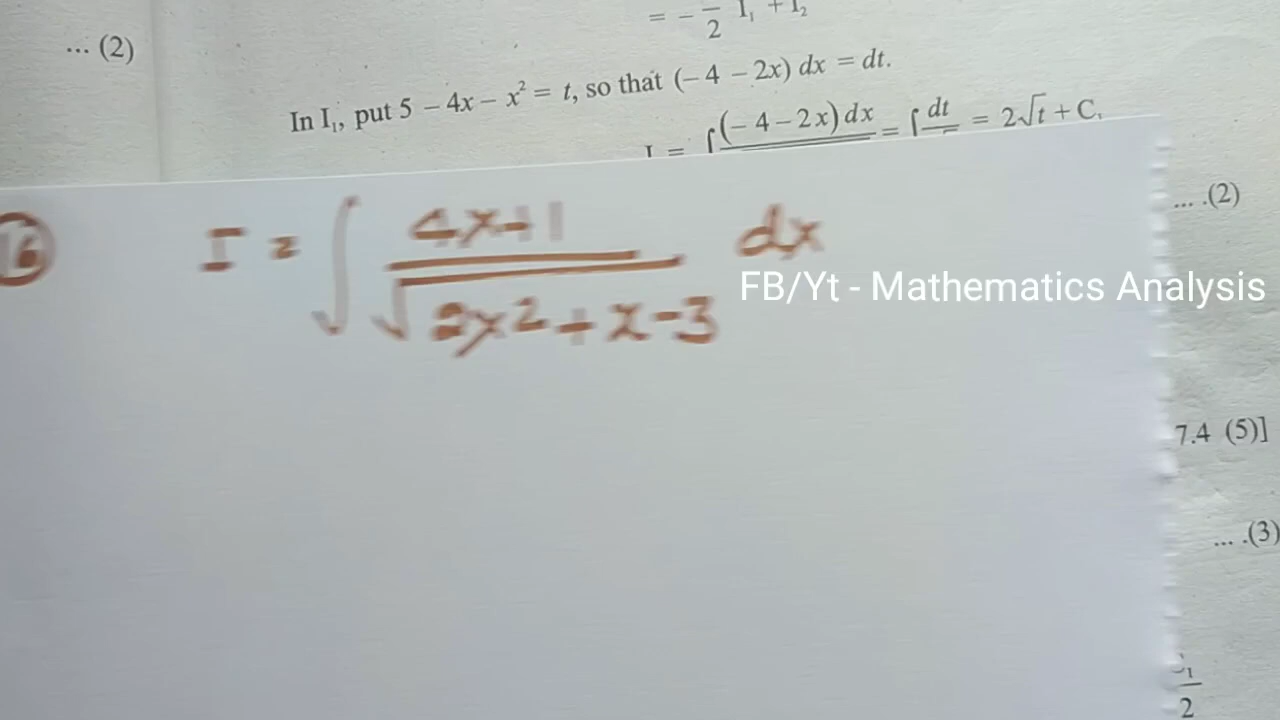 ... (2)
= - — 2 I₁ + I₂
In I₁, put 5 – 4x – x² = t, so that (– 4 – 2x) dx = dt.
I = ∫ (– 4 – 2x) dx = ∫ dt = 2√t + C,
... .(2)
16 I = ∫ 4x+1 / √2x²+x-3 dx
FB/Yt - Mathematics Analysis
7.4 (5)]
... .(3)
1/2